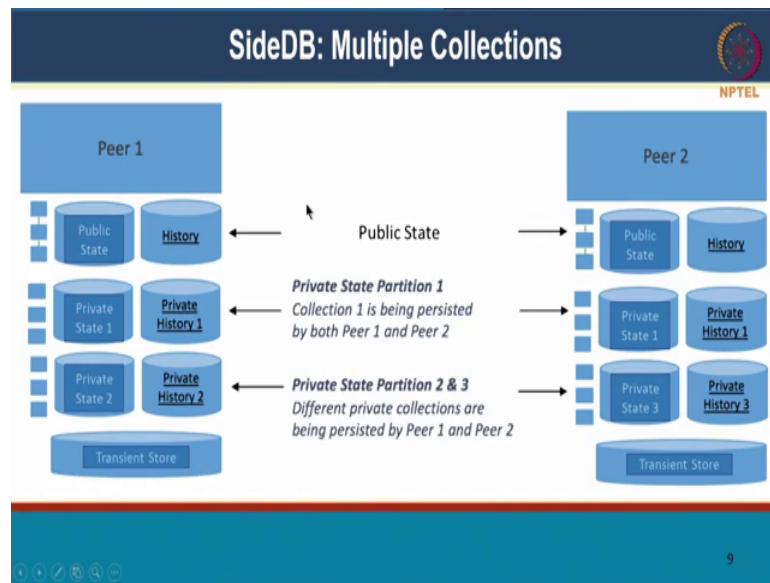 SideDB: Multiple Collections
NPTEL
Peer 1
Public
State
History
Private
State 1
Private
History 1
Private
State 2
Private
History 2
Transient Store
Public State
Private State Partition 1
Collection 1 is being persisted
by both Peer 1 and Peer 2
Private State Partition 2 & 3
Different private collections are
being persisted by Peer 1 and Peer 2
Peer 2
Public
State
History
Private
State 1
Private
History 1
Private
State 3
Private
History 3
Transient Store
9